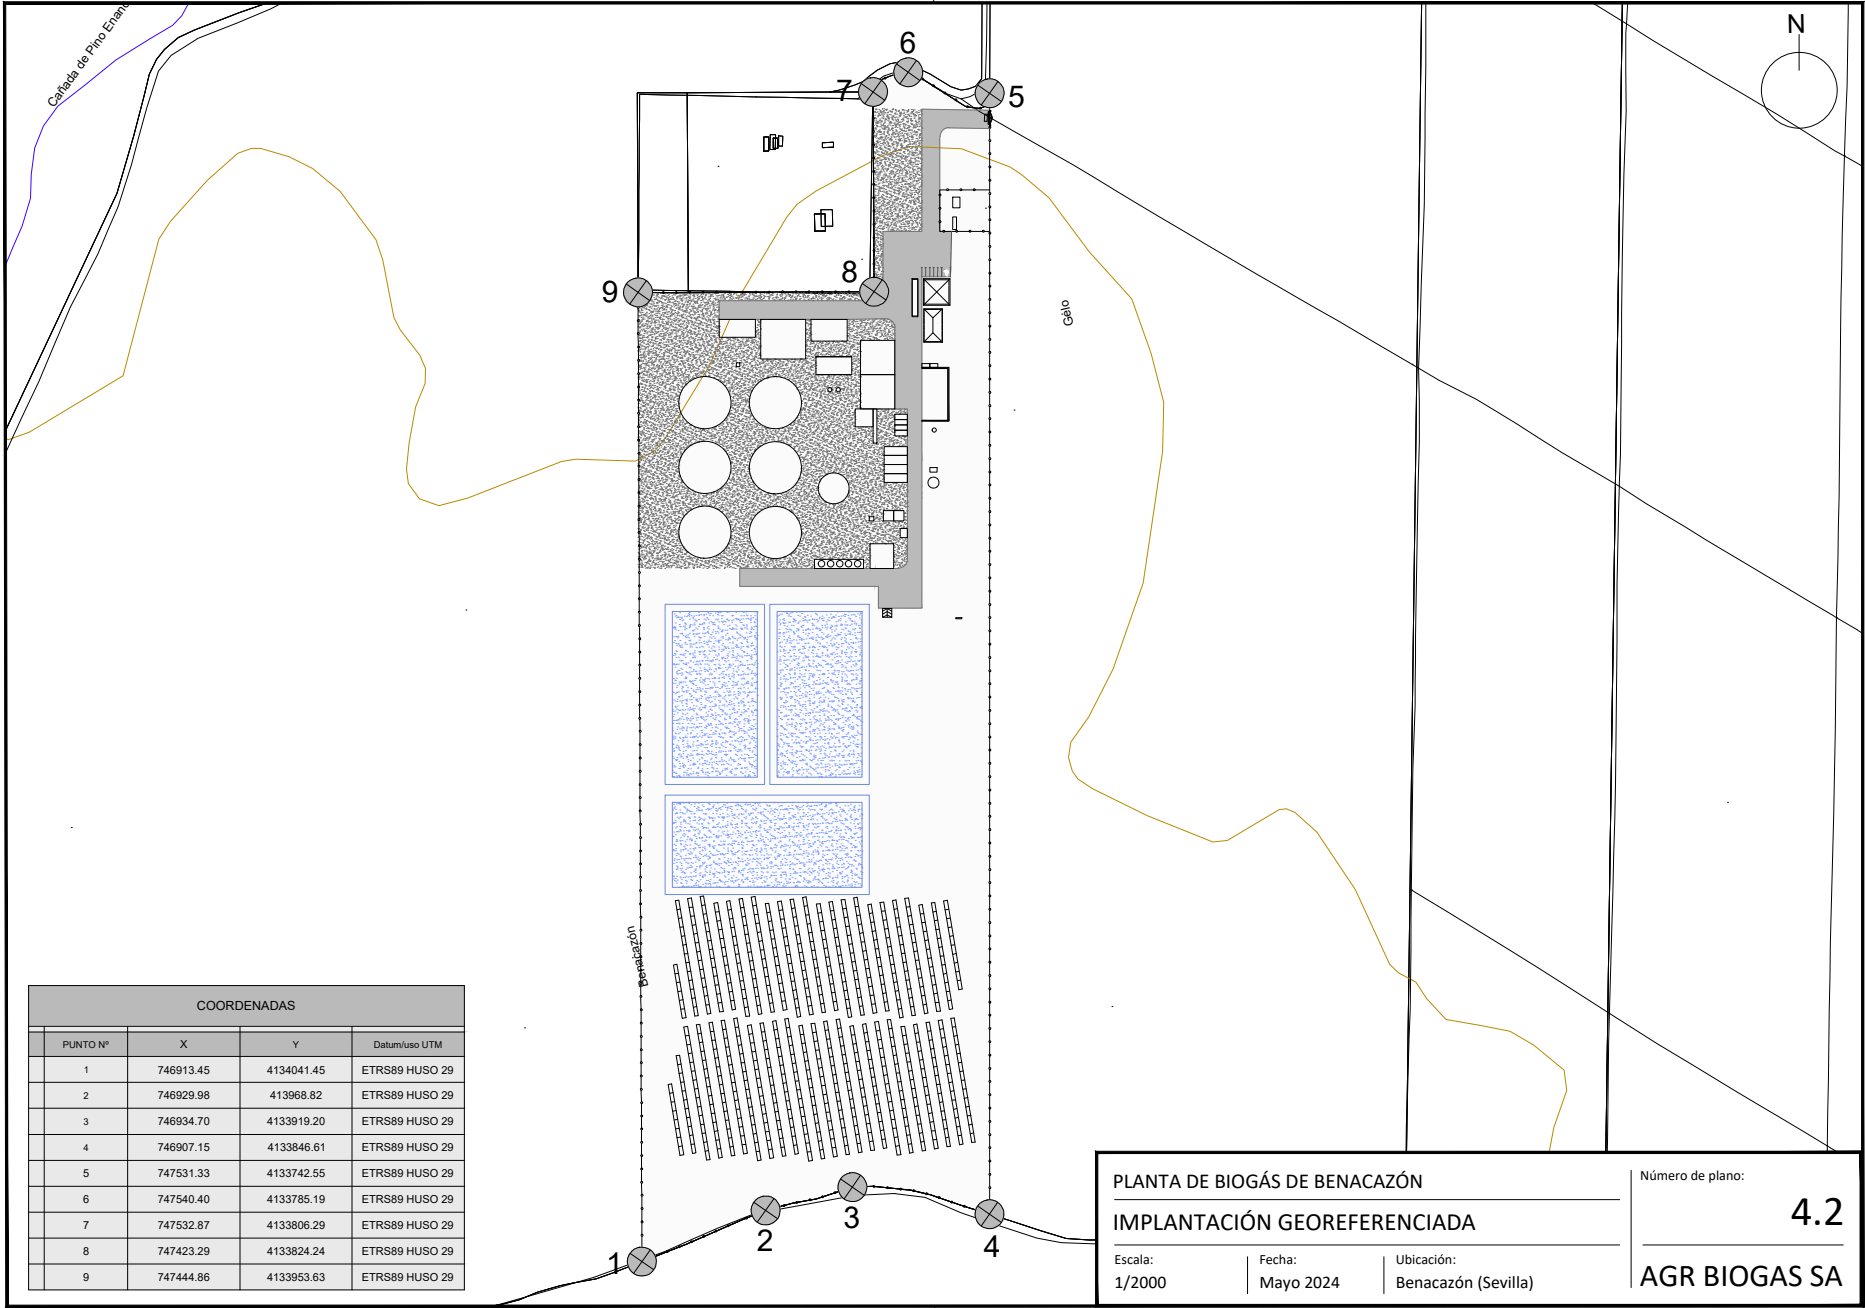 Cañada de Pino Enano
N
6
7
5
8
9
Gelo
Benacazón
1
2
3
4
COORDENADAS
PUNTO Nº X Y Datum/uso UTM
1 746913.45 4134041.45 ETRS89 HUSO 29
2 746929.98 413968.82 ETRS89 HUSO 29
3 746934.70 4133919.20 ETRS89 HUSO 29
4 746907.15 4133846.61 ETRS89 HUSO 29
5 747531.33 4133742.55 ETRS89 HUSO 29
6 747540.40 4133785.19 ETRS89 HUSO 29
7 747532.87 4133806.29 ETRS89 HUSO 29
8 747423.29 4133824.24 ETRS89 HUSO 29
9 747444.86 4133953.63 ETRS89 HUSO 29
PLANTA DE BIOGÁS DE BENACAZÓN
IMPLANTACIÓN GEOREFERENCIADA
Escala:
1/2000
Fecha:
Mayo 2024
Ubicación:
Benacazón (Sevilla)
Número de plano:
4.2
AGR BIOGAS SA